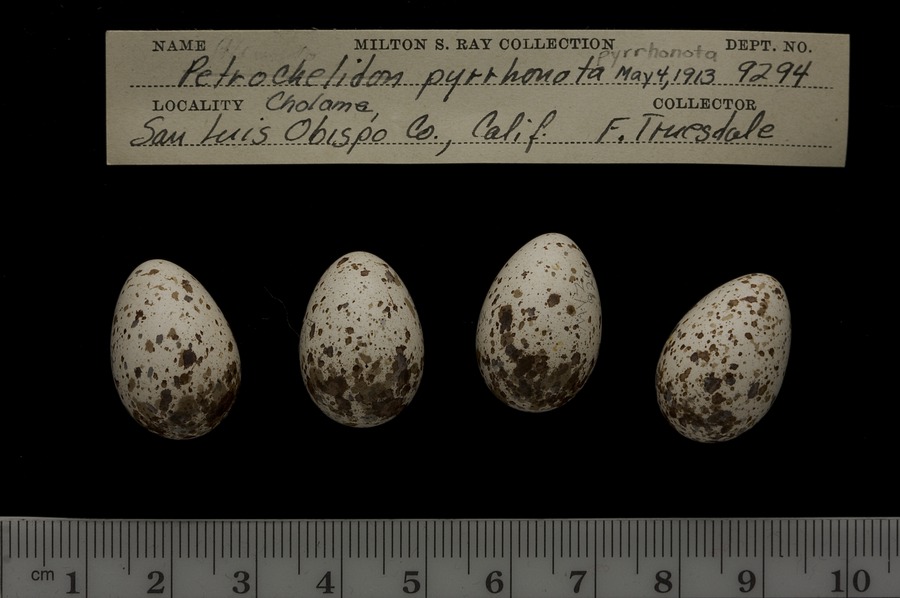 NAME MILTON S. RAY COLLECTION pyrrhonota DEPT. NO.
Petrochelidon pyrrhonota May 4, 1913 9294
LOCALITY Cholame, COLLECTOR
San Luis Obispo Co., Calif. F. Truesdale
cm 1 2 3 4 5 6 7 8 9 10